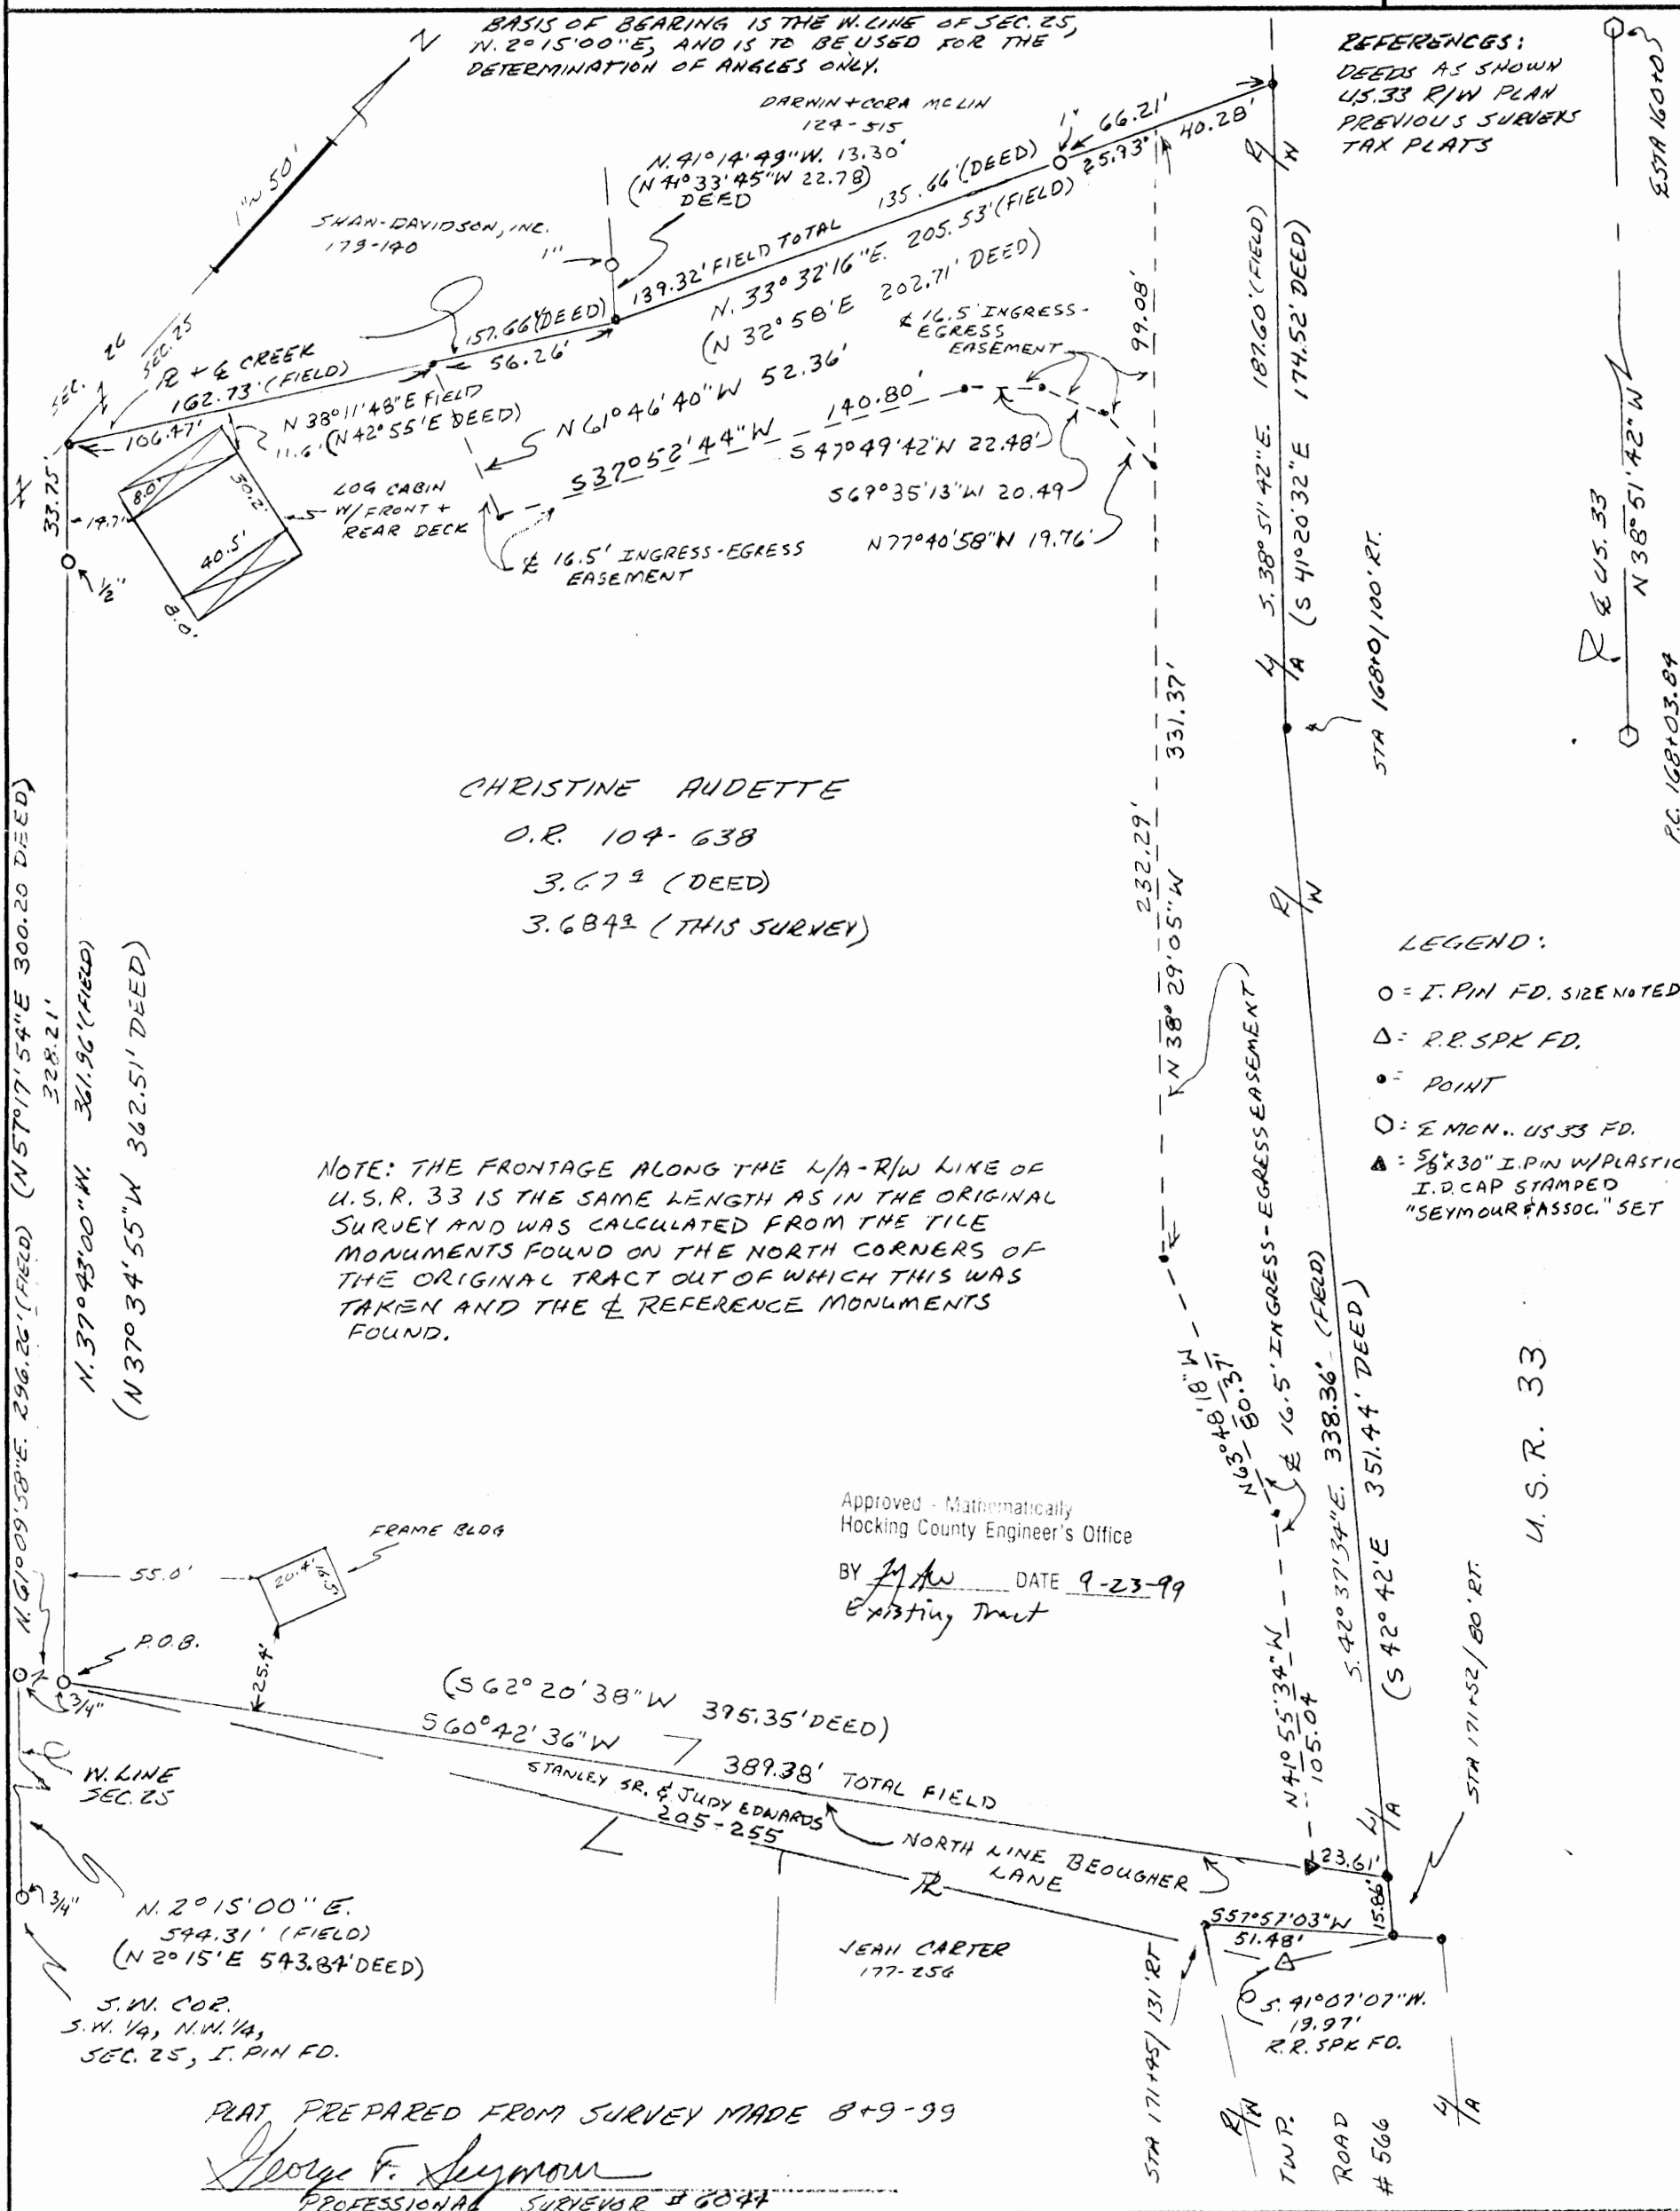 BASIS OF BEARING IS THE W. LINE OF SEC. 25,
N. 2° 15' 00" E, AND IS TO BE USED FOR THE
DETERMINATION OF ANGLES ONLY.
N
1" = 50'
REFERENCES:
DEEDS AS SHOWN
U.S. 33 R/W PLAN
PREVIOUS SURVEYS
TAX PLATS
DARWIN + CORA MCLIN
124-515
N. 41° 14' 49" W. 13.30'
(N 41° 33' 45" W 22.78)
DEED
SHAW-DAVIDSON, INC.
179-140
1"
1"
66.21'
25.93'
40.28'
135.66' (DEED)
139.32' FIELD TOTAL
N. 33° 32' 16" E. 205.53' (FIELD)
(N 32° 58' E 202.71' DEED)
157.66' (DEED)
56.26'
SEC. 26
SEC. 25
℄ CREEK
162.73' (FIELD)
106.47'
N 38° 11' 48" E FIELD
(N 42° 55' E DEED)
11.6'
N 61° 46' 40" W 52.36'
S 37° 52' 44" W 140.80'
℄ 16.5' INGRESS-
EGRESS
EASEMENT
S 47° 49' 42" W 22.48'
S 69° 35' 13" W 20.49
N 77° 40' 58" W 19.76'
℄ 16.5' INGRESS-EGRESS
EASEMENT
LOG CABIN
W/ FRONT +
REAR DECK
8.0'
30.2'
40.5'
8.0'
14.7'
33.75'
1/2"
99.08'
331.37'
232.29'
N 38° 29' 05" W
R/W
L/A
S. 38° 51' 42" E. 187.60' (FIELD)
(S 41° 20' 32" E 174.52' DEED)
STA 168+01/100' RT.
℄ U.S. 33
N 38° 51' 42" W
STA 160+03
P.C. 168+03.84
CHRISTINE AUDETTE
O.R. 104-638
3.67 a (DEED)
3.684 a (THIS SURVEY)
N. 61° 09' 58" E. 296.26' (FIELD) (N 57° 17' 54" E 300.20 DEED)
328.21'
N. 37° 43' 00" W. 361.96' (FIELD)
(N 37° 34' 55" W 362.51' DEED)
NOTE: THE FRONTAGE ALONG THE L/A-R/W LINE OF
U.S.R. 33 IS THE SAME LENGTH AS IN THE ORIGINAL
SURVEY AND WAS CALCULATED FROM THE TILE
MONUMENTS FOUND ON THE NORTH CORNERS OF
THE ORIGINAL TRACT OUT OF WHICH THIS WAS
TAKEN AND THE ℄ REFERENCE MONUMENTS
FOUND.
LEGEND:
○ = I. PIN FD. SIZE NOTED
△ = R.R. SPK FD.
• = POINT
⬡ = ℄ MON. US 33 FD.
▲ = 5/8" x 30" I. PIN W/ PLASTIC
I.D. CAP STAMPED
"SEYMOUR & ASSOC." SET
R/W
N 63° 48' 18" W
80.37'
℄ 16.5' INGRESS-EGRESS EASEMENT
S. 42° 37' 34" E. 338.36' (FIELD)
(S 42° 42' E 351.44' DEED)
N 41° 55' 34" W
105.04
U.S.R. 33
STA 171+52/80' RT.
L/A
FRAME BLDG
20.4'
16.5'
55.0'
25.4'
Approved - Mathematically
Hocking County Engineer's Office
BY DATE 9-23-99
Existing Tract
P.O.B.
3/4"
(S 62° 20' 38" W 395.35' DEED)
S 60° 42' 36" W 389.38' TOTAL FIELD
STANLEY SR. & JUDY EDWARDS
205-255
NORTH LINE BEOUGHER
LANE
23.61'
15.86'
S 57° 57' 03" W
51.48'
S. 41° 07' 07" W.
19.97'
R.R. SPK FD.
JEAN CARTER
177-256
W. LINE
SEC. 25
3/4"
N. 2° 15' 00" E.
544.31' (FIELD)
(N 2° 15' E 543.84' DEED)
S.W. COR.
S.W. 1/4, N.W. 1/4,
SEC. 25, I. PIN FD.
STA 171+45/131' RT
R/W
TWP.
ROAD
# 566
L/A
PLAT PREPARED FROM SURVEY MADE 8+9-99
George F. Seymour
PROFESSIONAL SURVEYOR # 6044